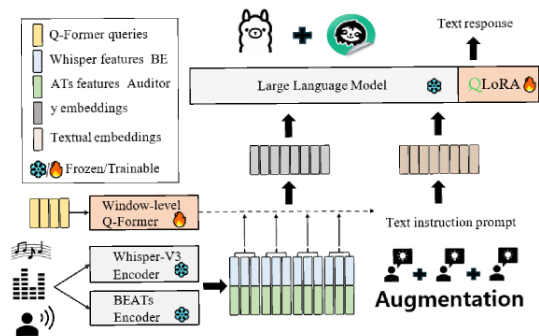 Q-Former queries
Whisper features BE
ATs features Auditor
y embeddings
Textual embeddings
Frozen/Trainable
Text response
Large Language Model
QLoRA
Window-level
Q-Former
Text instruction prompt
Whisper-V3
Encoder
BEATs
Encoder
Augmentation